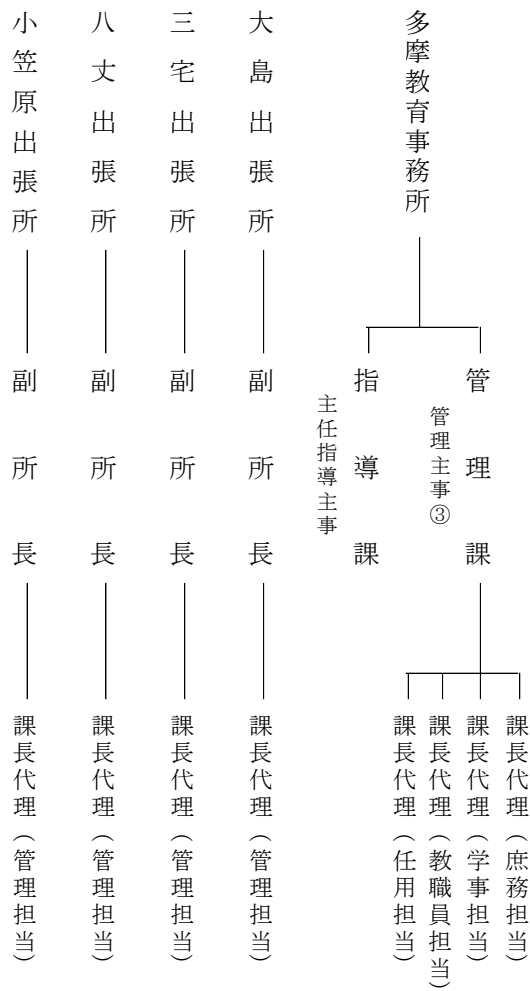 多摩教育事務所
管理課
管理主事③
課長代理(庶務担当)
課長代理(学事担当)
課長代理(教職員担当)
課長代理(任用担当)
指導課
主任指導主事
大島出張所
副所長
課長代理(管理担当)
三宅出張所
副所長
課長代理(管理担当)
八丈出張所
副所長
課長代理(管理担当)
小笠原出張所
副所長
課長代理(管理担当)